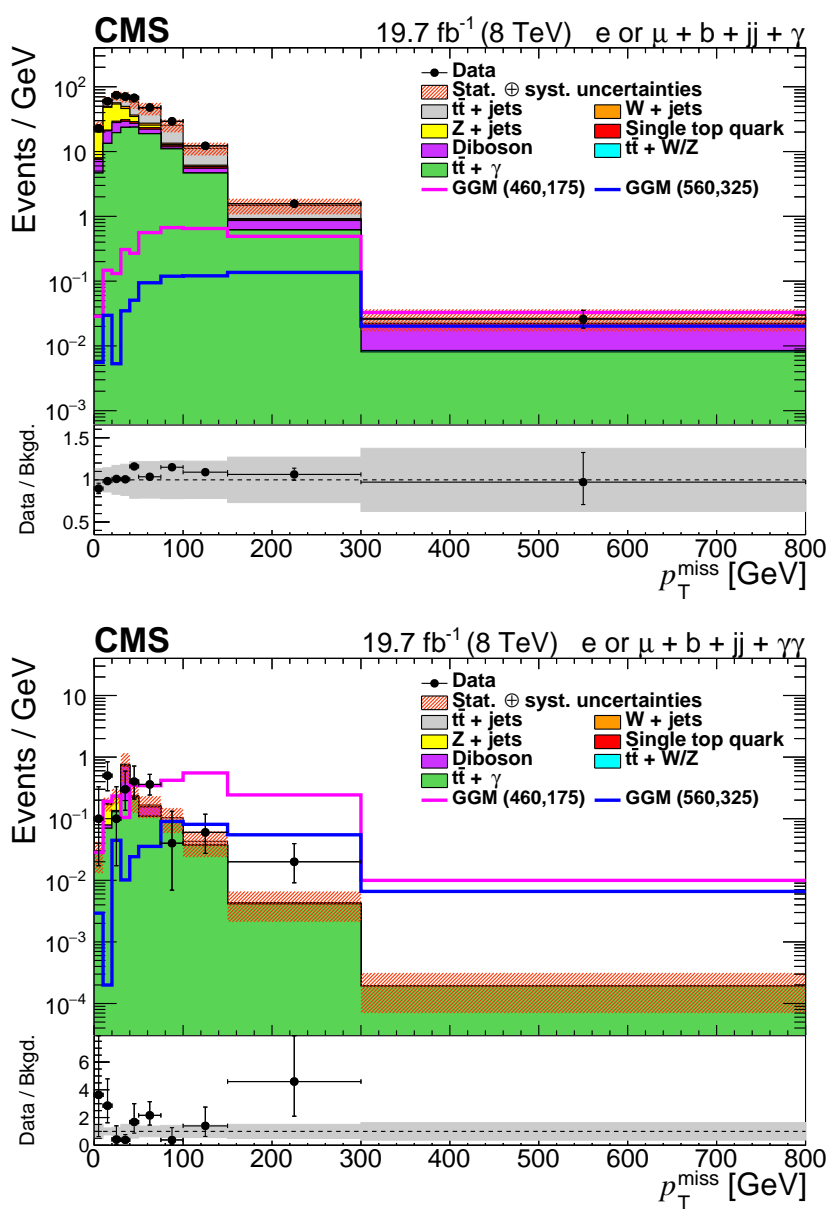 CMS 19.7 fb⁻¹ (8 TeV) e or μ + b + jj + γ
Data
Stat. ⊕ syst. uncertainties
tt̄ + jets W + jets
Z + jets Single top quark
Diboson tt̄ + W/Z
tt̄ + γ
GGM (460,175) GGM (560,325)
Events / GeV
10²
10
1
10⁻¹
10⁻²
10⁻³
Data / Bkgd.
1.5
1
0.5
0 100 200 300 400 500 600 700 800
p_T^miss [GeV]
CMS 19.7 fb⁻¹ (8 TeV) e or μ + b + jj + γγ
Data
Stat. ⊕ syst. uncertainties
tt̄ + jets W + jets
Z + jets Single top quark
Diboson tt̄ + W/Z
tt̄ + γ
GGM (460,175) GGM (560,325)
Events / GeV
10
1
10⁻¹
10⁻²
10⁻³
10⁻⁴
Data / Bkgd.
6
4
2
0
0 100 200 300 400 500 600 700 800
p_T^miss [GeV]